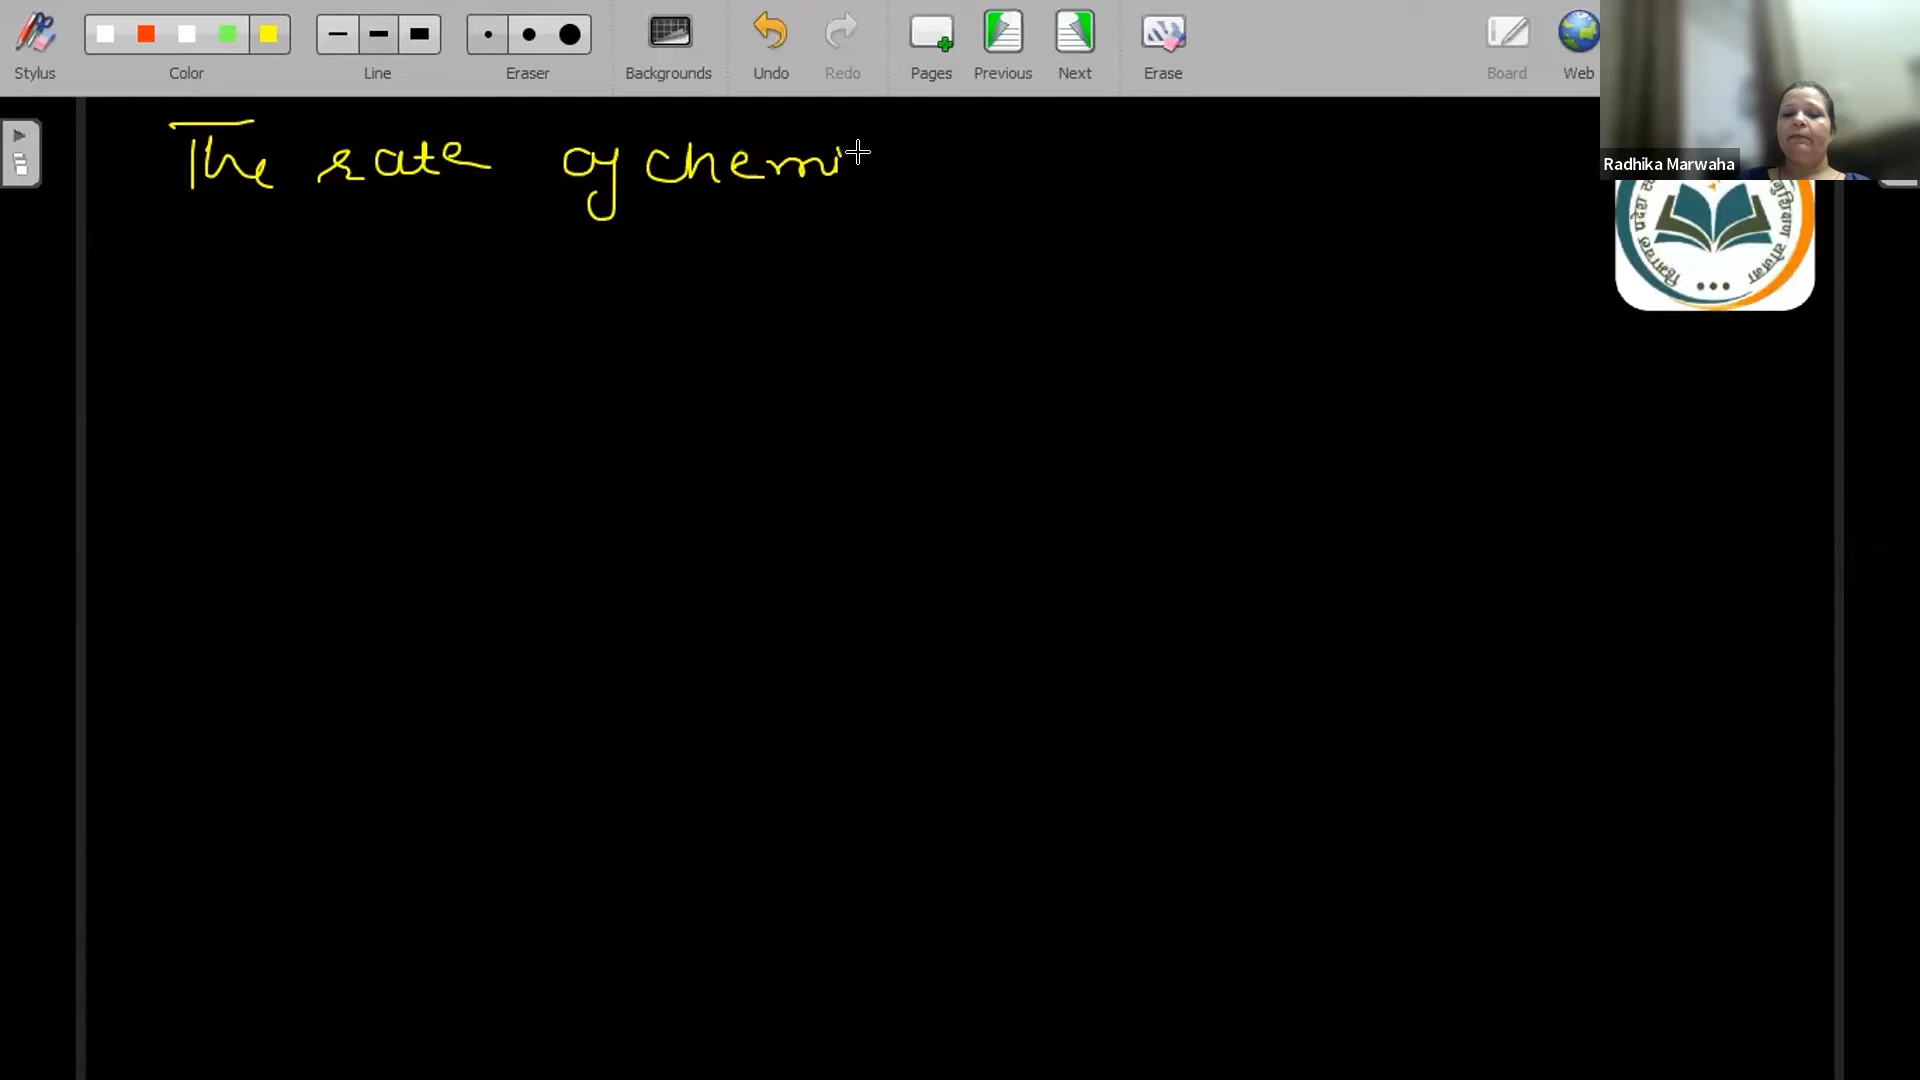 Stylus Color Line Eraser Backgrounds Undo Redo Pages Previous Next Erase Board Web
The rate of chemi
Radhika Marwaha